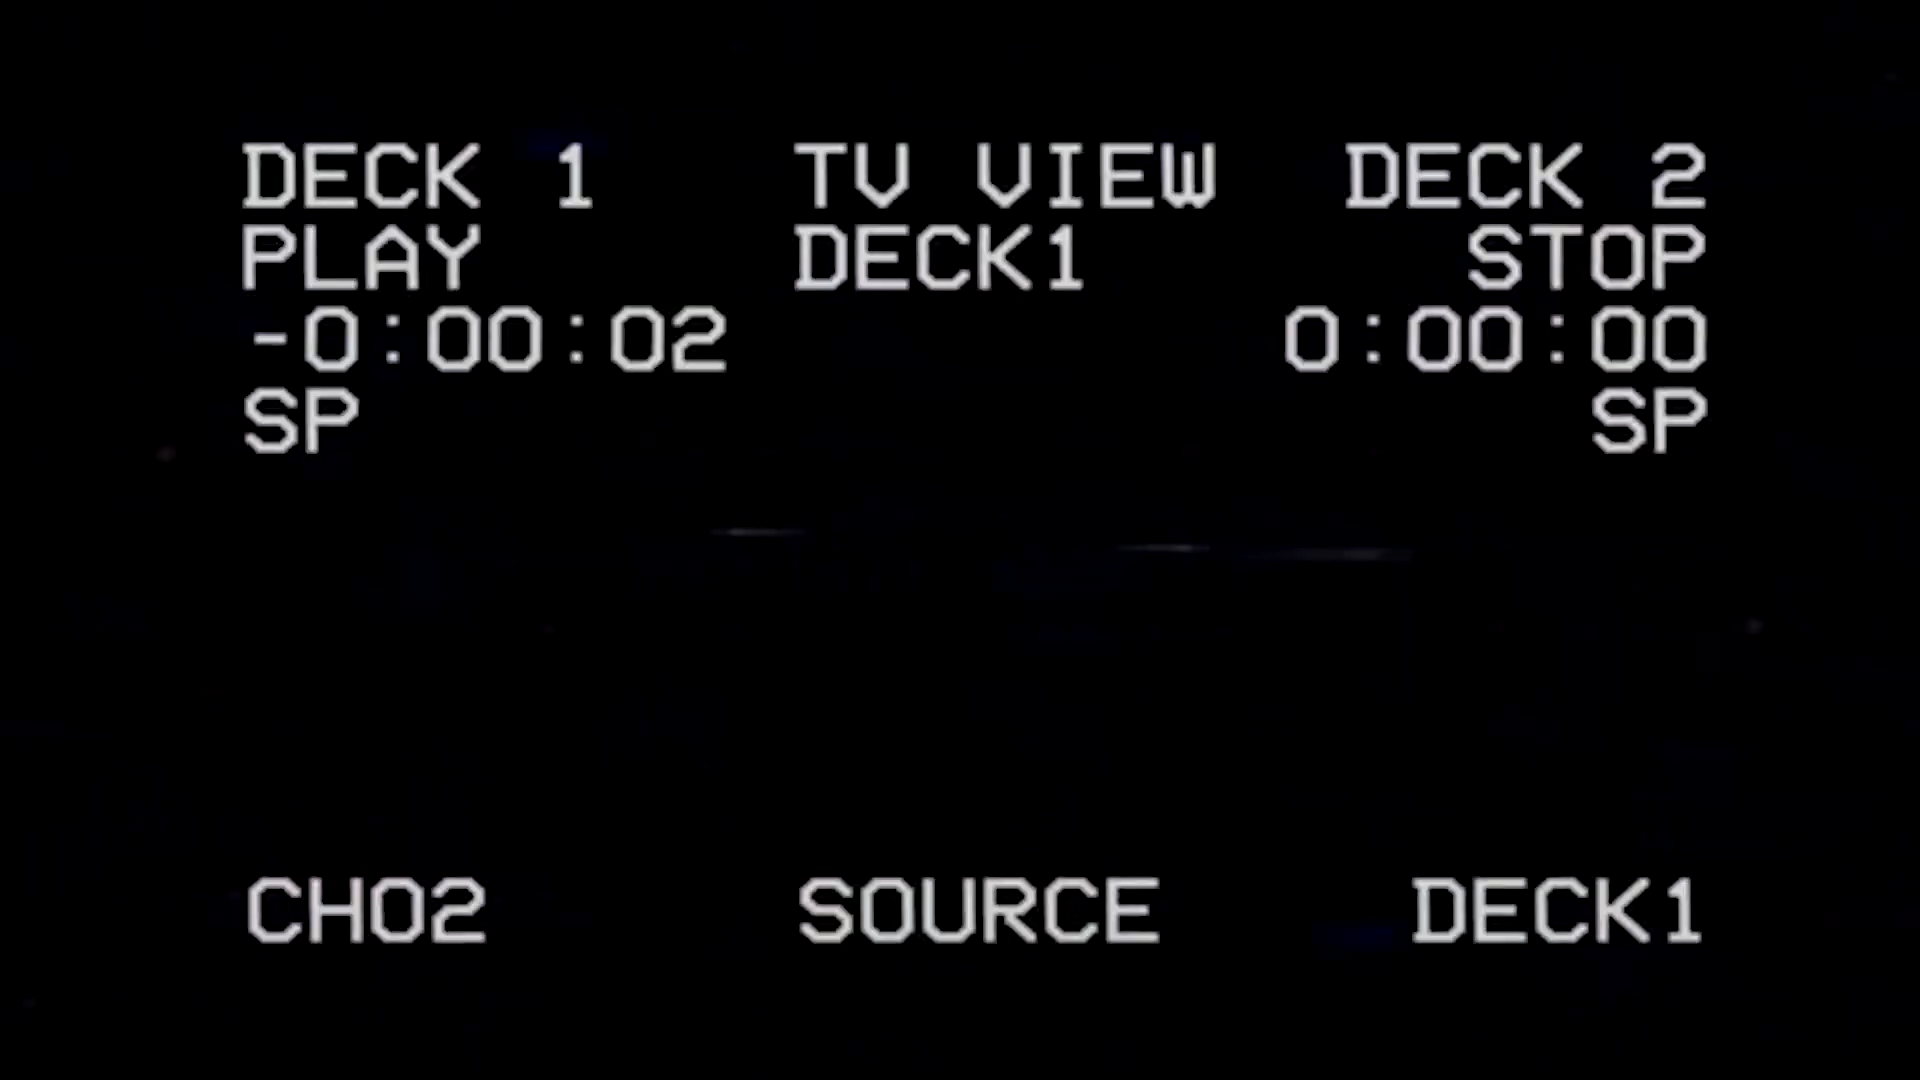 DECK 1 TV VIEW DECK 2
PLAY DECK1 STOP
-0:00:02 0:00:00
SP SP
CH02 SOURCE DECK1